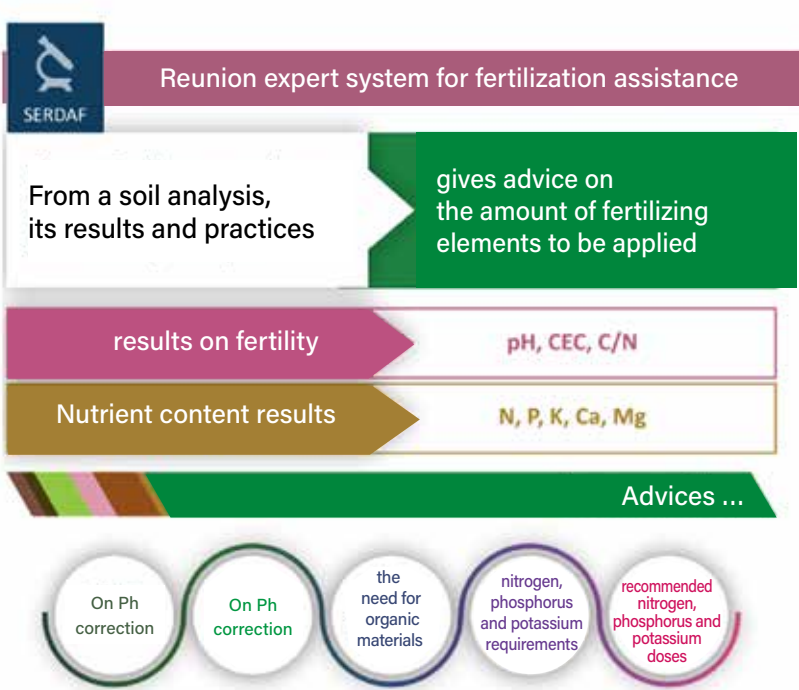 SERDAF
Reunion expert system for fertilization assistance
From a soil analysis,
its results and practices
gives advice on
the amount of fertilizing
elements to be applied
results on fertility
pH, CEC, C/N
Nutrient content results
N, P, K, Ca, Mg
Advices ...
On Ph
correction
On Ph
correction
the
need for
organic
materials
nitrogen,
phosphorus
and potassium
requirements
recommended
nitrogen,
phosphorus and
potassium
doses